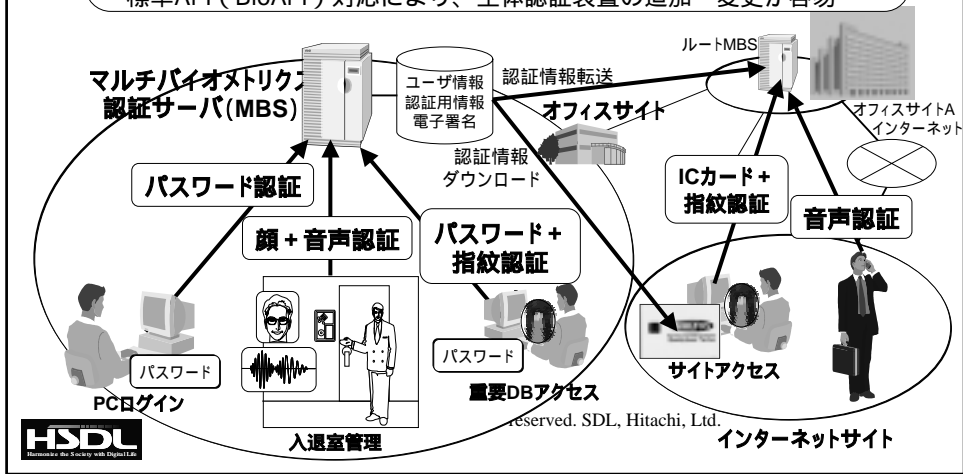 標準API（BioAPI）対応により、生体認証装置の追加・変更が容易
ルートMBS
マルチバイオメトリクス
認証サーバ(MBS)
ユーザ情報
認証用情報
電子署名
認証情報転送
オフィスサイト
オフィスサイトA
インターネット
認証情報
ダウンロード
パスワード認証
顔 + 音声認証
パスワード +
指紋認証
ICカード +
指紋認証
音声認証
パスワード
PCログイン
入退室管理
パスワード
重要DBアクセス
サイトアクセス
インターネットサイト
eserved. SDL, Hitachi, Ltd.
HSDL
Harmonize the Society with Digital Life